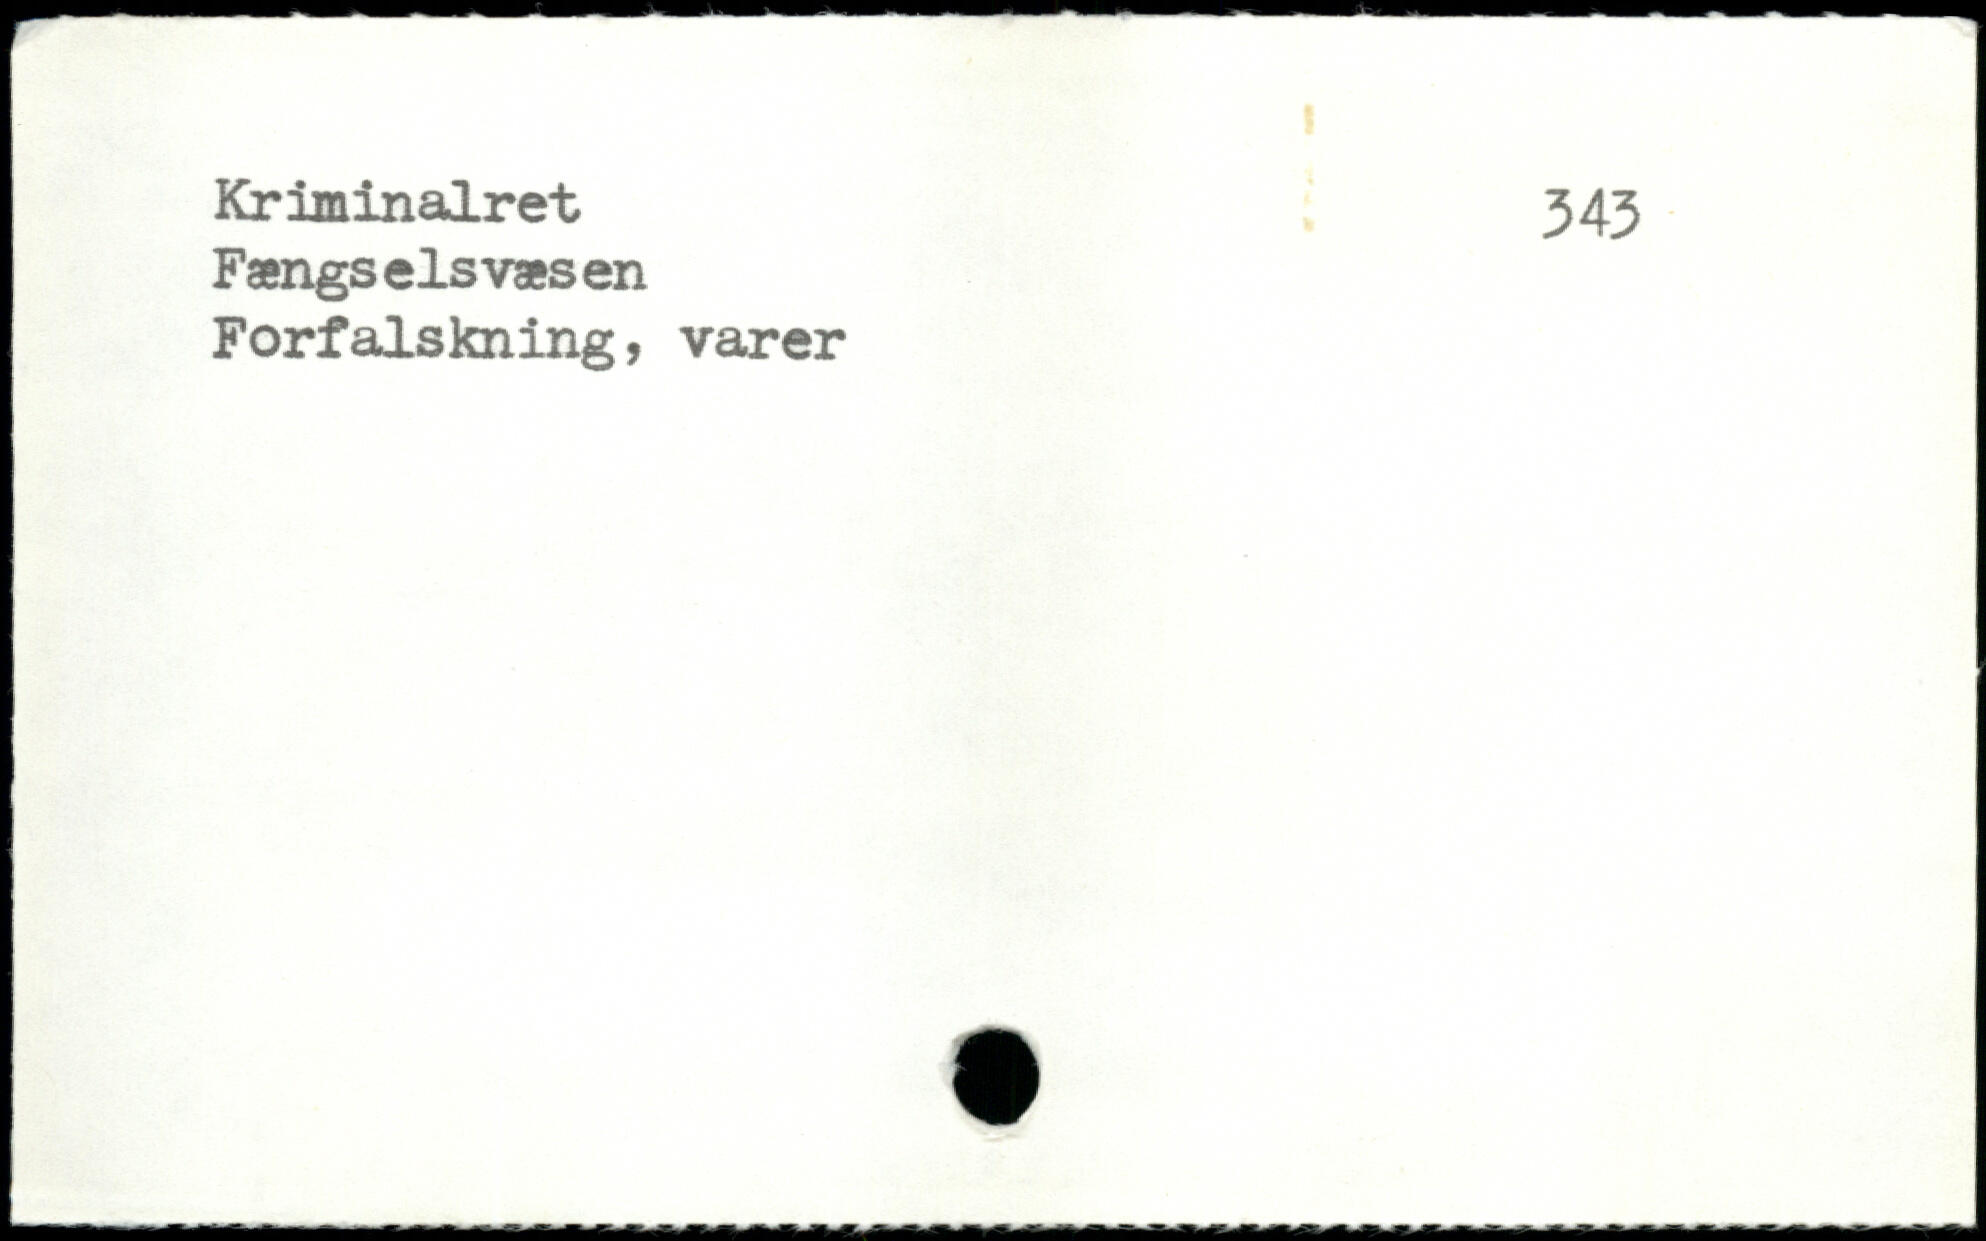 Kriminalret 343
Fængselsvæsen
Forfalskning, varer